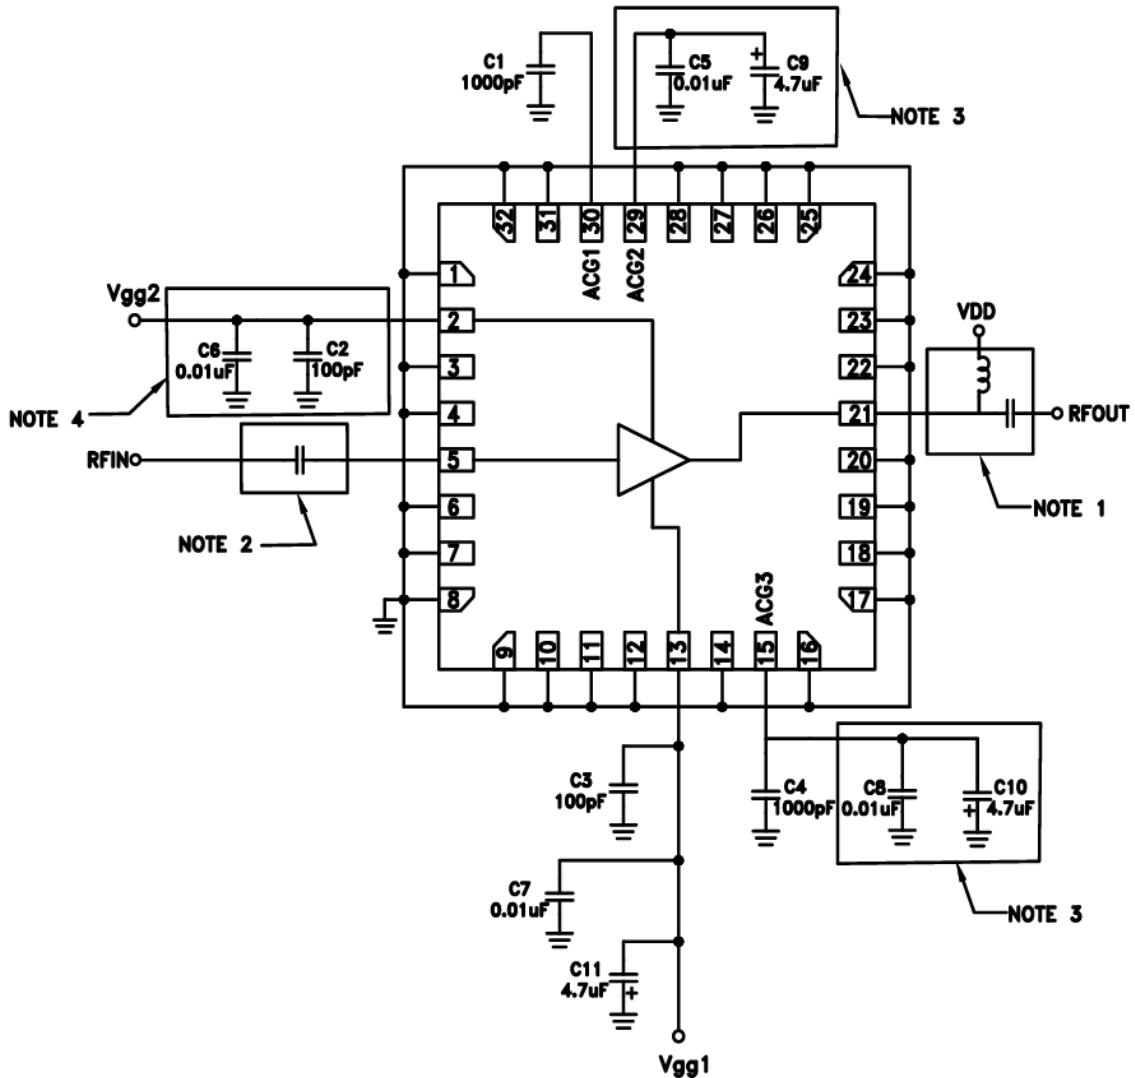 C1
1000pF
C5
0.01uF
C9
+
4.7uF
NOTE 3
32
31
30
29
28
27
26
25
ACG1
ACG2
1
2
3
4
5
6
7
8
24
23
22
21
20
19
18
17
Vgg2
C6
0.01uF
C2
100pF
NOTE 4
RFIN
NOTE 2
VDD
RFOUT
NOTE 1
ACG3
9
10
11
12
13
14
15
16
C3
100pF
C4
1000pF
C8
0.01uF
C10
+
4.7uF
NOTE 3
C7
0.01uF
C11
4.7uF
+
Vgg1